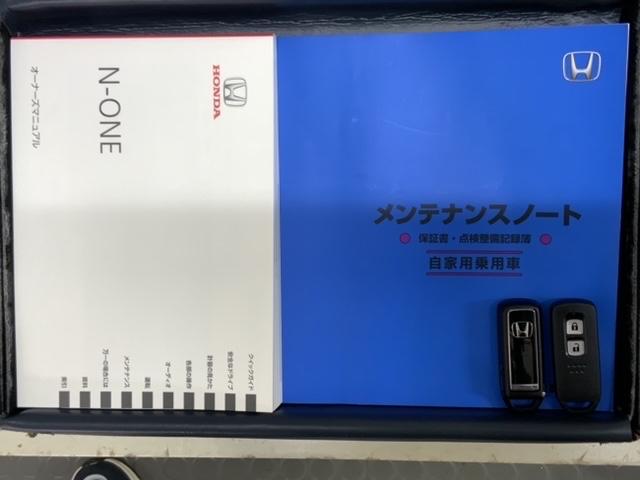 HONDA
N-ONE
オーナーズマニュアル
クイックガイド
安全なドライブ
計器の見かた
各部の操作
オーディオ
運転
メンテナンス
万一の場合には
資料
索引
メンテナンスノート
保証書・点検整備記録簿
自家用乗用車